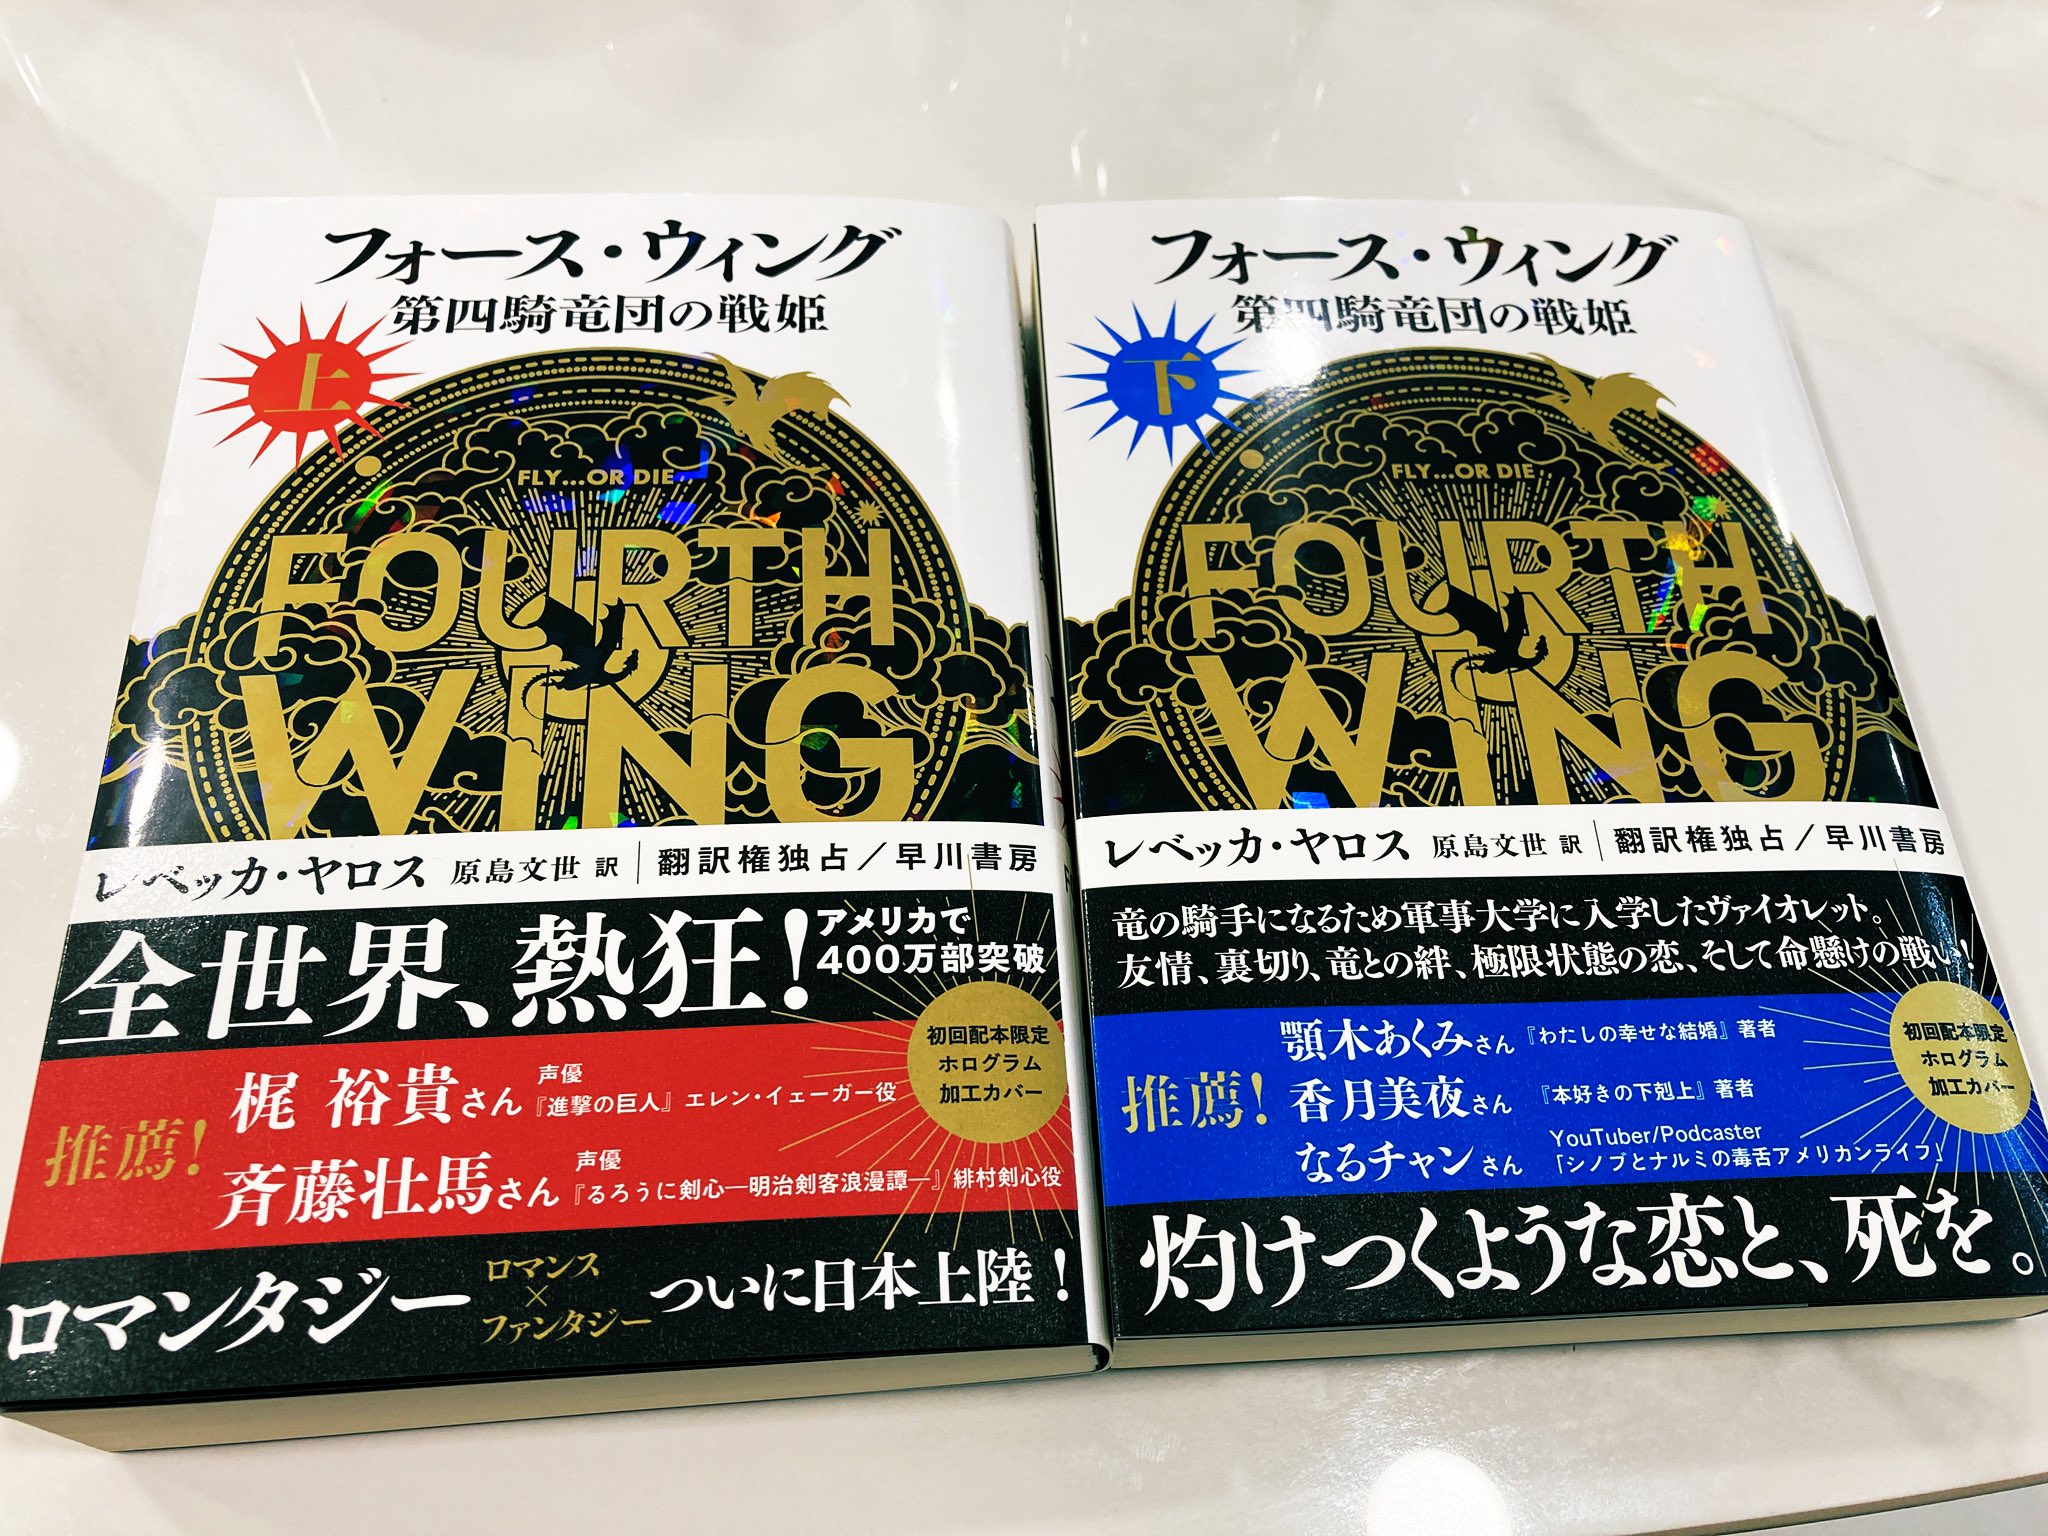 フォース・ウィング
第四騎竜団の戦姫
上
FLY...OR DIE
FOURTH
WING
レベッカ・ヤロス 原島文世 訳 | 翻訳権独占/早川書房
全世界、熱狂! アメリカで
400万部突破
初回配本限定
ホログラム
加工カバー
推薦!
梶 裕貴さん 声優
『進撃の巨人』エレン・イェーガー役
斉藤壮馬さん 声優
『るろうに剣心―明治剣客浪漫譚―』緋村剣心役
ロマンタジー ロマンス
×
ファンタジー ついに日本上陸!
フォース・ウィング
第四騎竜団の戦姫
下
FLY...OR DIE
FOURTH
WING
レベッカ・ヤロス 原島文世 訳 | 翻訳権独占/早川書房
竜の騎手になるため軍事大学に入学したヴァイオレット。
友情、裏切り、竜との絆、極限状態の恋、そして命懸けの戦い!
初回配本限定
ホログラム
加工カバー
推薦!
顎木あくみさん 『わたしの幸せな結婚』著者
香月美夜さん 『本好きの下剋上』著者
なるチャンさん YouTuber/Podcaster
「シノブとナルミの毒舌アメリカンライフ」
灼けつくような恋と、死を。